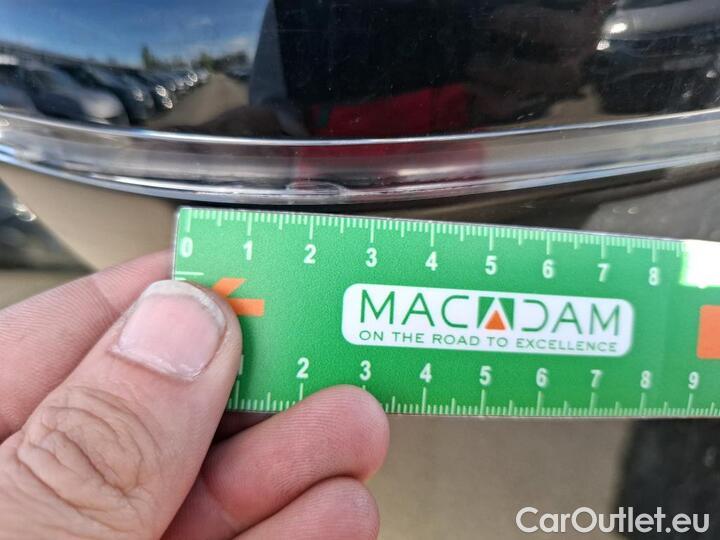 0 1 2 3 4 5 6 7 8
MACADAM
ON THE ROAD TO EXCELLENCE
1 2 3 4 5 6 7 8 9
CarOutlet.eu